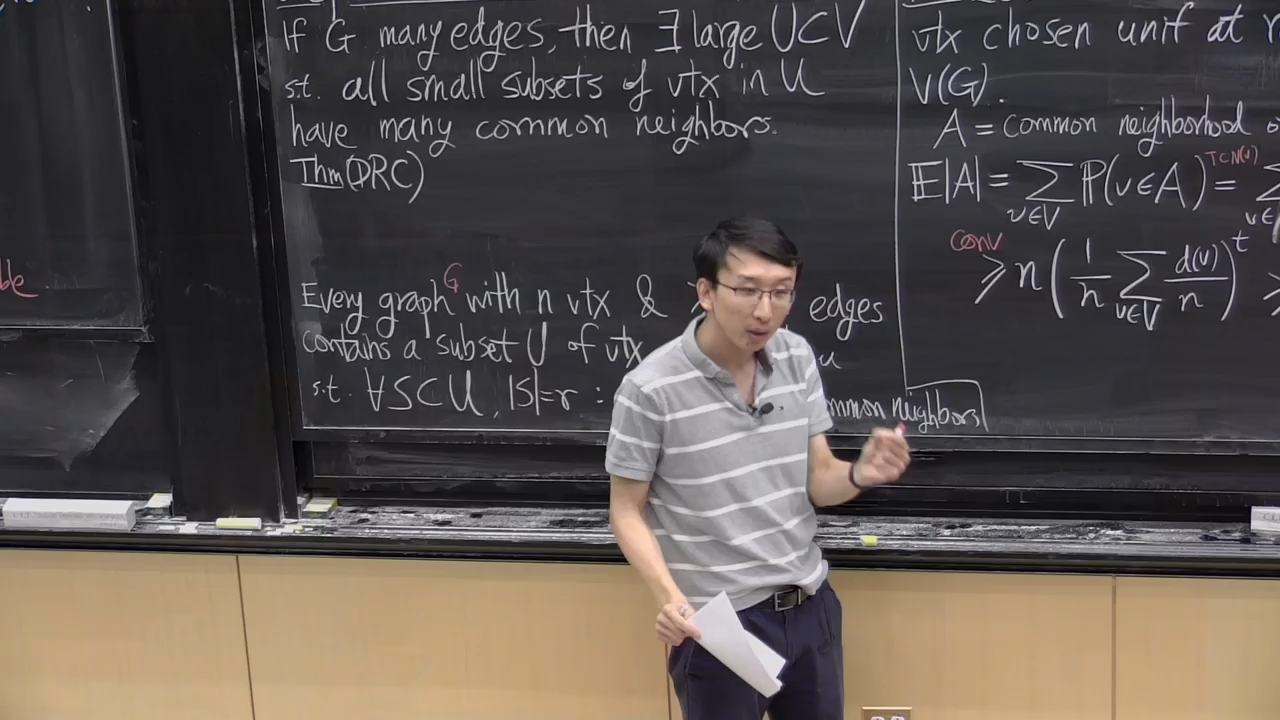 If G many edges, then ∃ large U⊂V
s.t. all small subsets of vtx in U
have many common neighbors.
Thm (DRC)
Every graph G with n vtx & edges
contains a subset U of vtx u
s.t. ∀S⊂U, |S|=r : common neighbors
vtx chosen unif at
V(G).
A = common neighborhood
E|A| = ∑_{v∈V} P(v∈A) = ∑
T⊂N(v)
Conv
≥ n(1/n ∑_{v∈V} d(v)/n)^t ≥